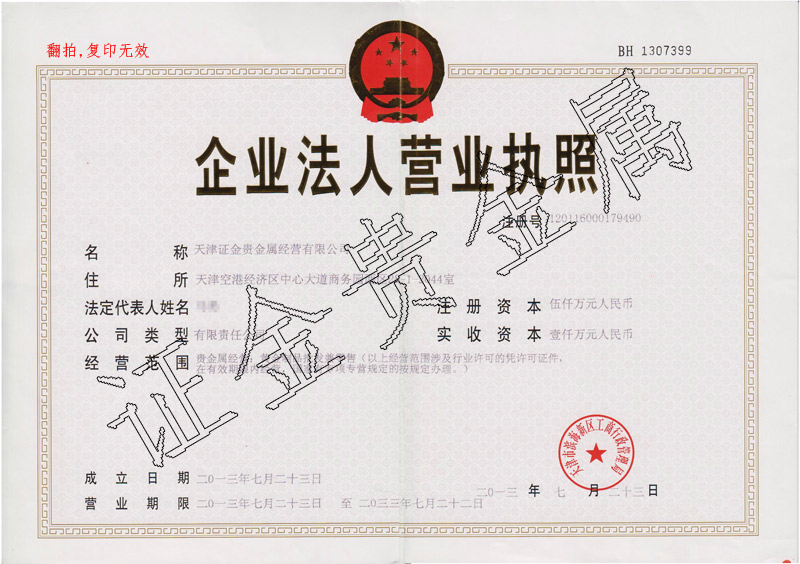 翻拍,复印无效
BH 1307399
企业法人营业执照
注册号 120116000179490
名 称 天津证金贵金属经营有限公司
住 所 天津空港经济区中心大道商务园
法定代表人姓名
注册资本 伍仟万元人民币
公司类型 有限责任公司
实收资本 壹仟万元人民币
经营范围 贵金属经营 零售(以上经营范围涉及行业许可的凭许可证件,
在有效期 专项专营规定的按规定办理。)
证金贵金属
天津市滨海新区工商行政管理局
成立日期 二〇一三年七月二十三日
营业期限 二〇一三年七月二十三日 至 二〇三三年七月二十二日
二〇一三 年 七 月 二十三 日